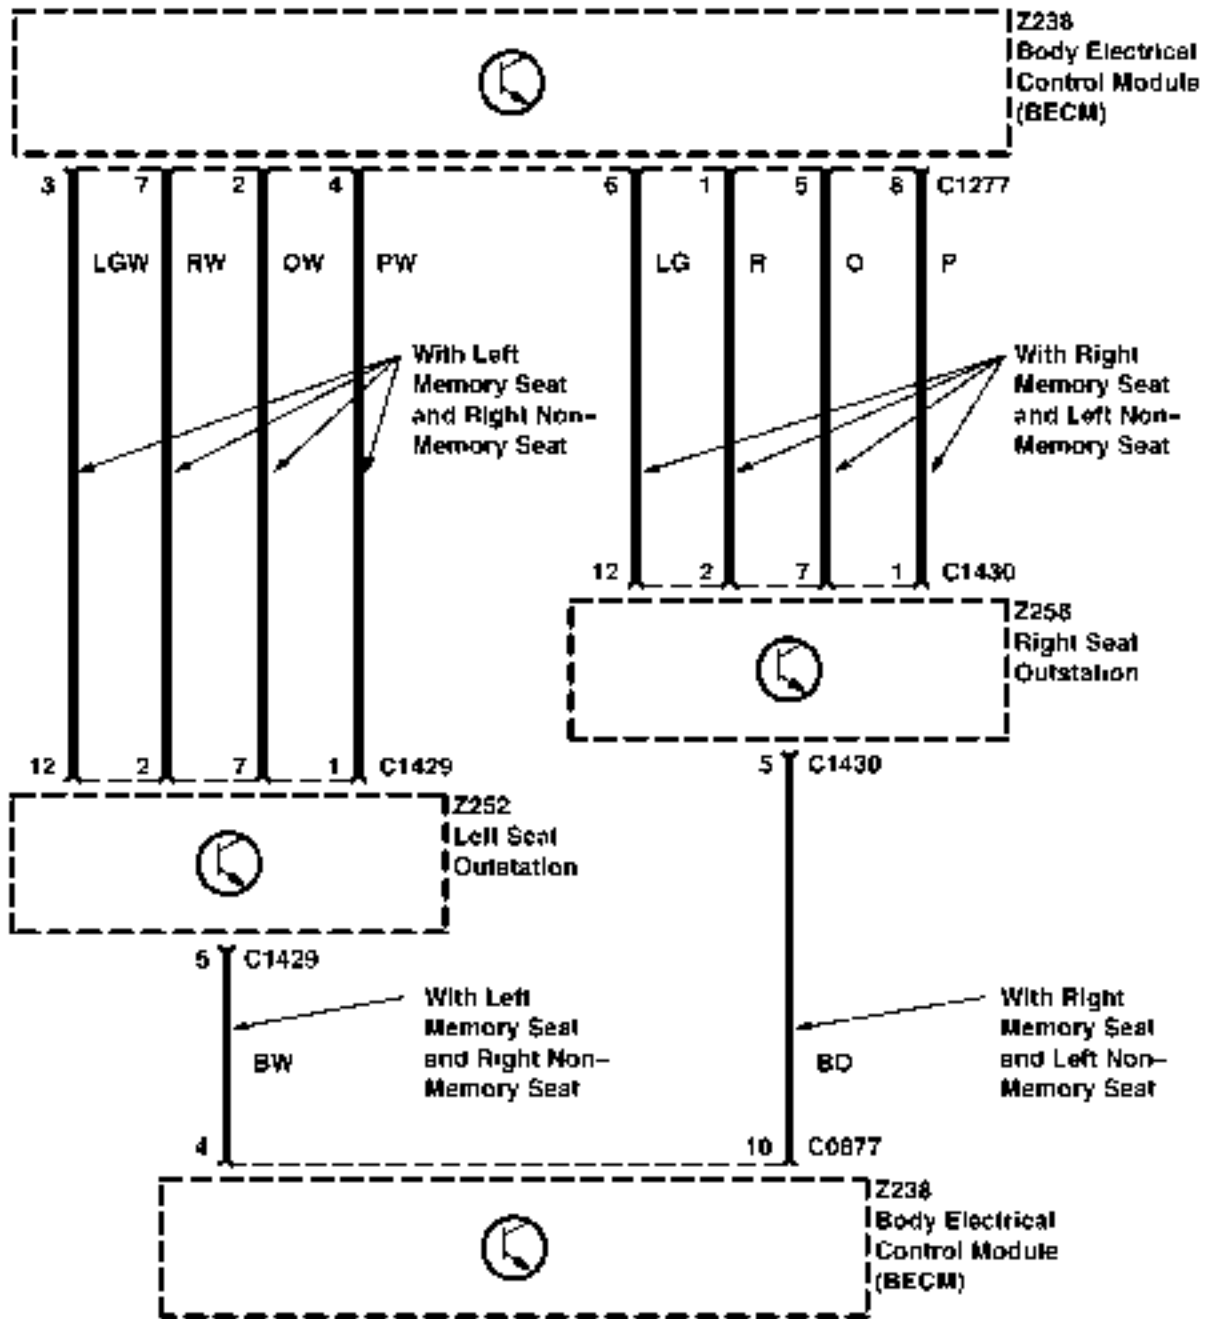 Z238
Body Electrical
Control Module
(BECM)
3 7 2 4 6 1 5 8 C1277
LGW RW OW PW LG R O P
With Left
Memory Seat
and Right Non-
Memory Seat
With Right
Memory Seat
and Left Non-
Memory Seat
12 2 7 1 C1430
Z258
Right Seat
Outstation
12 2 7 1 C1429
5 C1430
Z252
Left Seat
Outstation
5 C1429
With Left
Memory Seat
and Right Non-
Memory Seat
BW
With Right
Memory Seat
and Left Non-
Memory Seat
BO
4 10 C0877
Z238
Body Electrical
Control Module
(BECM)